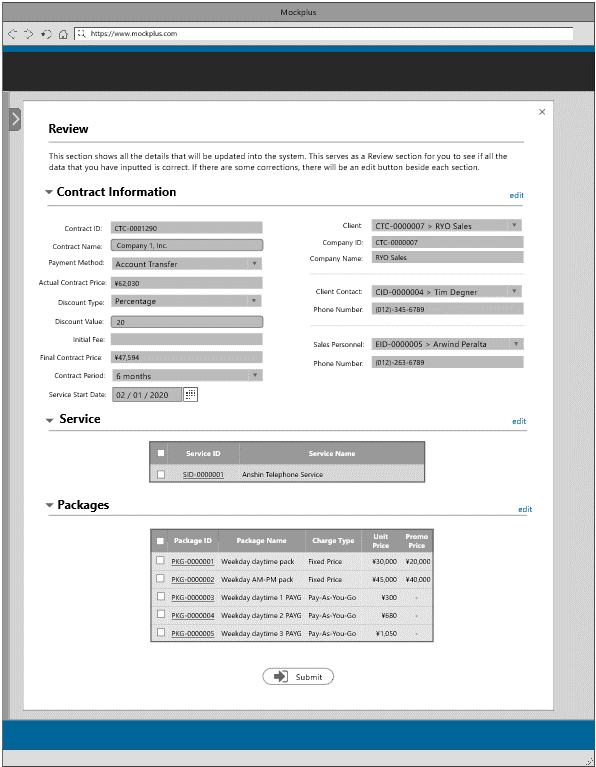 Mockplus
https://www.mockplus.com
Review
This section shows all the details that will be updated into the system. This serves as a Review section for you to see if all the
data that you have inputted is correct. If there are some corrections, there will be an edit button beside each section.
Contract Information
edit
Contract ID: CTC-0001290
Contract Name: Company 1, Inc.
Payment Method: Account Transfer
Actual Contract Price: ¥62,030
Discount Type: Percentage
Discount Value: 20
Initial Fee:
Final Contract Price: ¥47,594
Contract Period: 6 months
Service Start Date: 02 / 01 / 2020
Client: CTC-0000007 > RYO Sales
Company ID: CTC-0000007
Company Name: RYO Sales
Client Contact: CID-0000004 > Tim Degner
Phone Number: (012)-345-6789
Sales Personnel: EID-0000005 > Arwind Peralta
Phone Number: (012)-263-6789
Service
edit
Service ID Service Name
SID-0000001 Anshin Telephone Service
Packages
edit
Package ID Package Name Charge Type Unit Price Promo Price
PKG-0000001 Weekday daytime pack Fixed Price ¥30,000 ¥20,000
PKG-0000002 Weekday AM-PM pack Fixed Price ¥45,000 ¥40,000
PKG-0000003 Weekday daytime 1 PAYG Pay-As-You-Go ¥300 -
PKG-0000004 Weekday daytime 2 PAYG Pay-As-You-Go ¥680 -
PKG-0000005 Weekday daytime 3 PAYG Pay-As-You-Go ¥1,050 -
Submit